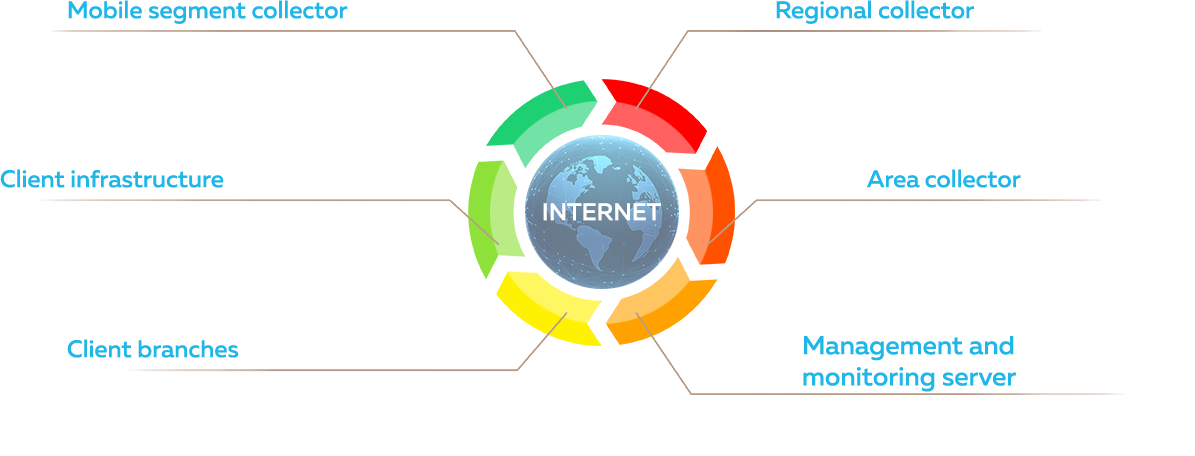 Mobile segment collector
Regional collector
Client infrastructure
Area collector
INTERNET
Client branches
Management and
monitoring server